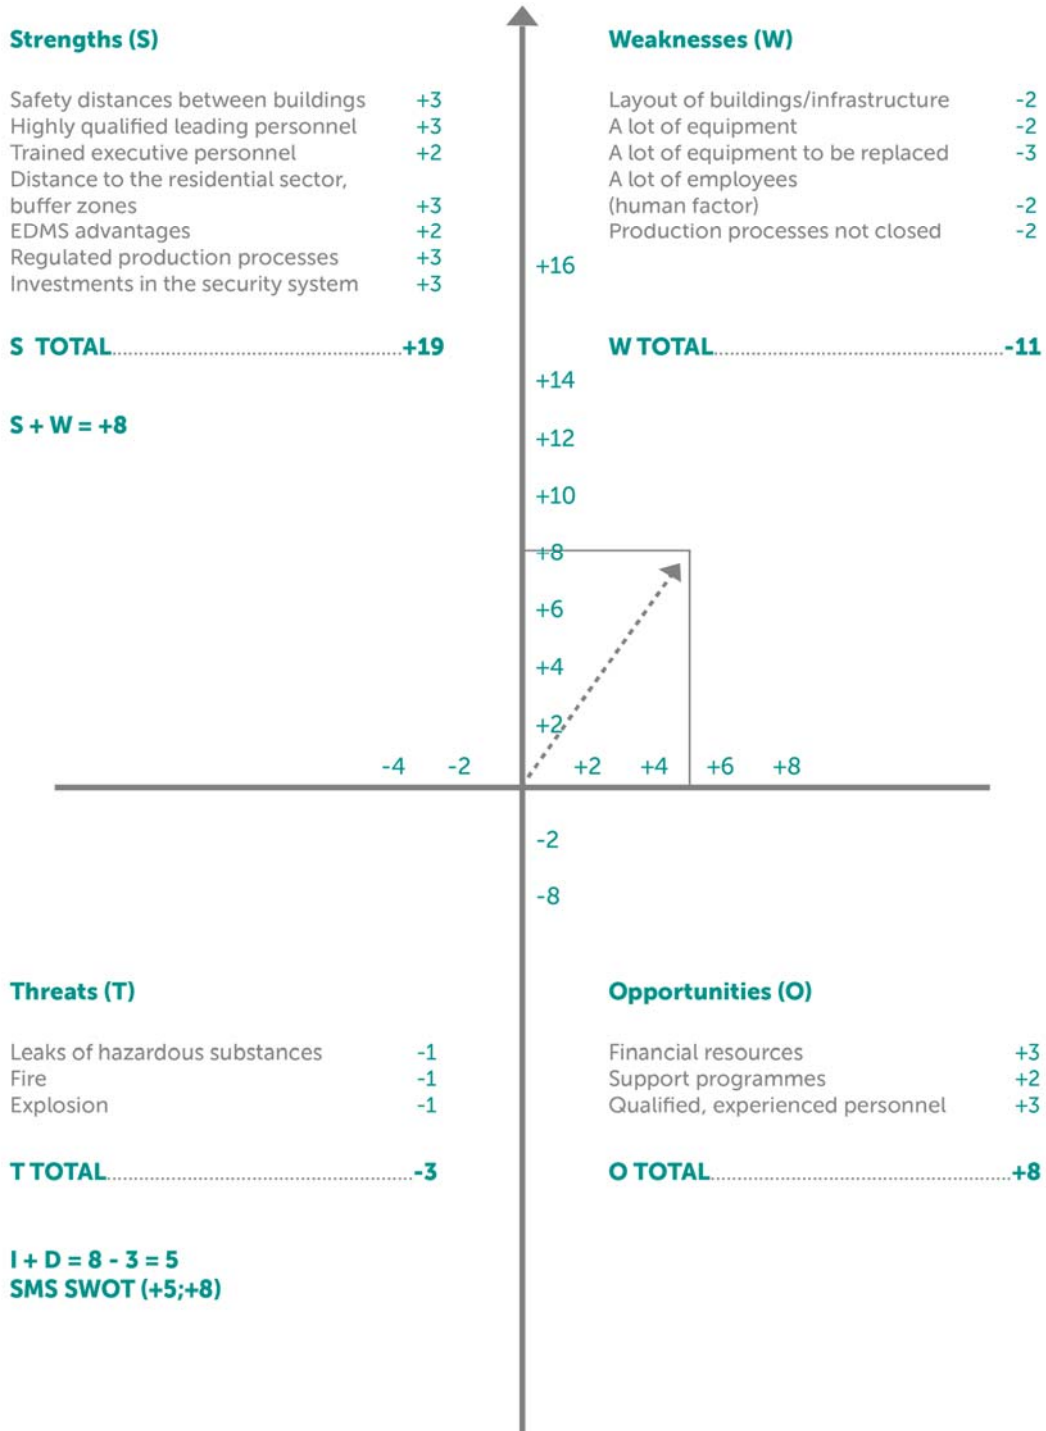 Strengths (S)
Safety distances between buildings +3
Highly qualified leading personnel +3
Trained executive personnel +2
Distance to the residential sector,
buffer zones +3
EDMS advantages +2
Regulated production processes +3
Investments in the security system +3
S TOTAL................................................+19
S + W = +8
Weaknesses (W)
Layout of buildings/infrastructure -2
A lot of equipment -2
A lot of equipment to be replaced -3
A lot of employees
(human factor) -2
Production processes not closed -2
W TOTAL................................................-11
+16
+14
+12
+10
+8
+6
+4
+2
-4 -2 +2 +4 +6 +8
-2
-8
Threats (T)
Leaks of hazardous substances -1
Fire -1
Explosion -1
T TOTAL................................................-3
I + D = 8 - 3 = 5
SMS SWOT (+5;+8)
Opportunities (O)
Financial resources +3
Support programmes +2
Qualified, experienced personnel +3
O TOTAL................................................+8